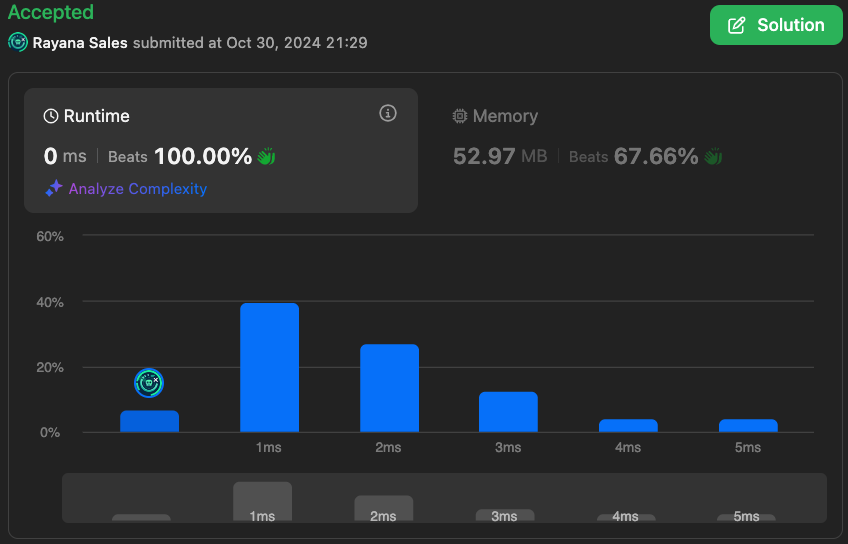 Accepted
Rayana Sales submitted at Oct 30, 2024 21:29
Solution
Runtime
0 ms | Beats 100.00%
Analyze Complexity
Memory
52.97 MB | Beats 67.66%
60%
40%
20%
0%
1ms 2ms 3ms 4ms 5ms
1ms 2ms 3ms 4ms 5ms